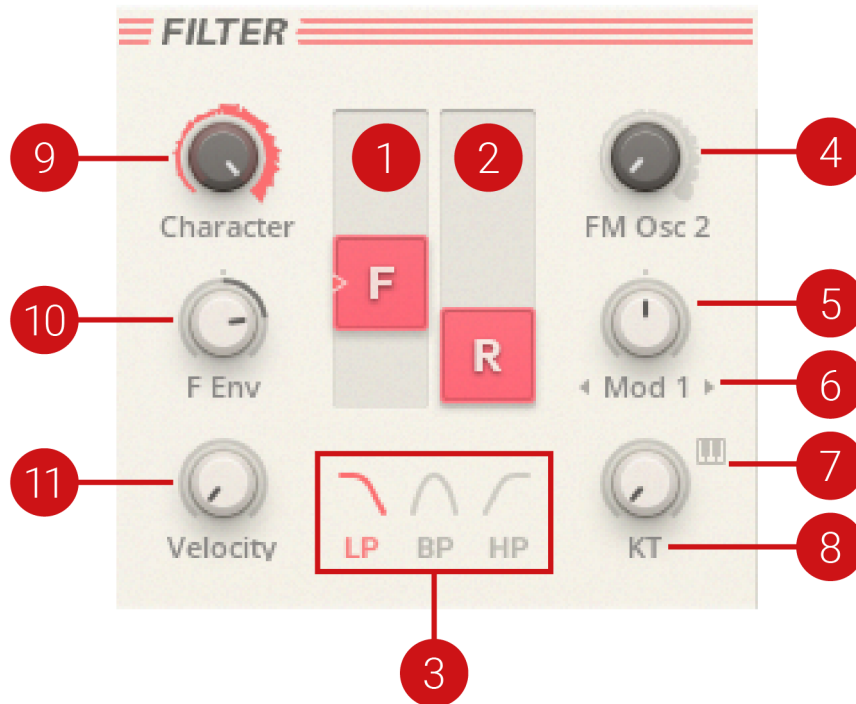 FILTER
9
1
2
4
Character
FM Osc 2
F
10
5
R
F Env
Mod 1
6
11
7
LP
BP
HP
Velocity
KT
8
3